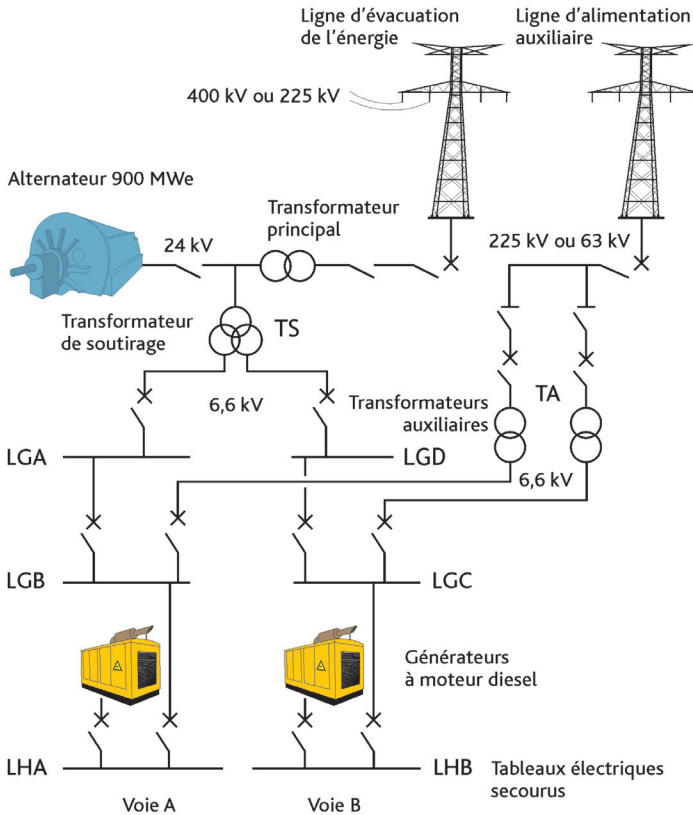 Ligne d'évacuation
de l'énergie
Ligne d'alimentation
auxiliaire
400 kV ou 225 kV
Alternateur 900 MWe
24 kV
Transformateur
principal
225 kV ou 63 kV
Transformateur
de soutirage
TS
6,6 kV
Transformateurs
auxiliaires
TA
LGA
LGD
6,6 kV
LGB
LGC
Générateurs
à moteur diesel
LHA
LHB
Tableaux électriques
secourus
Voie A
Voie B